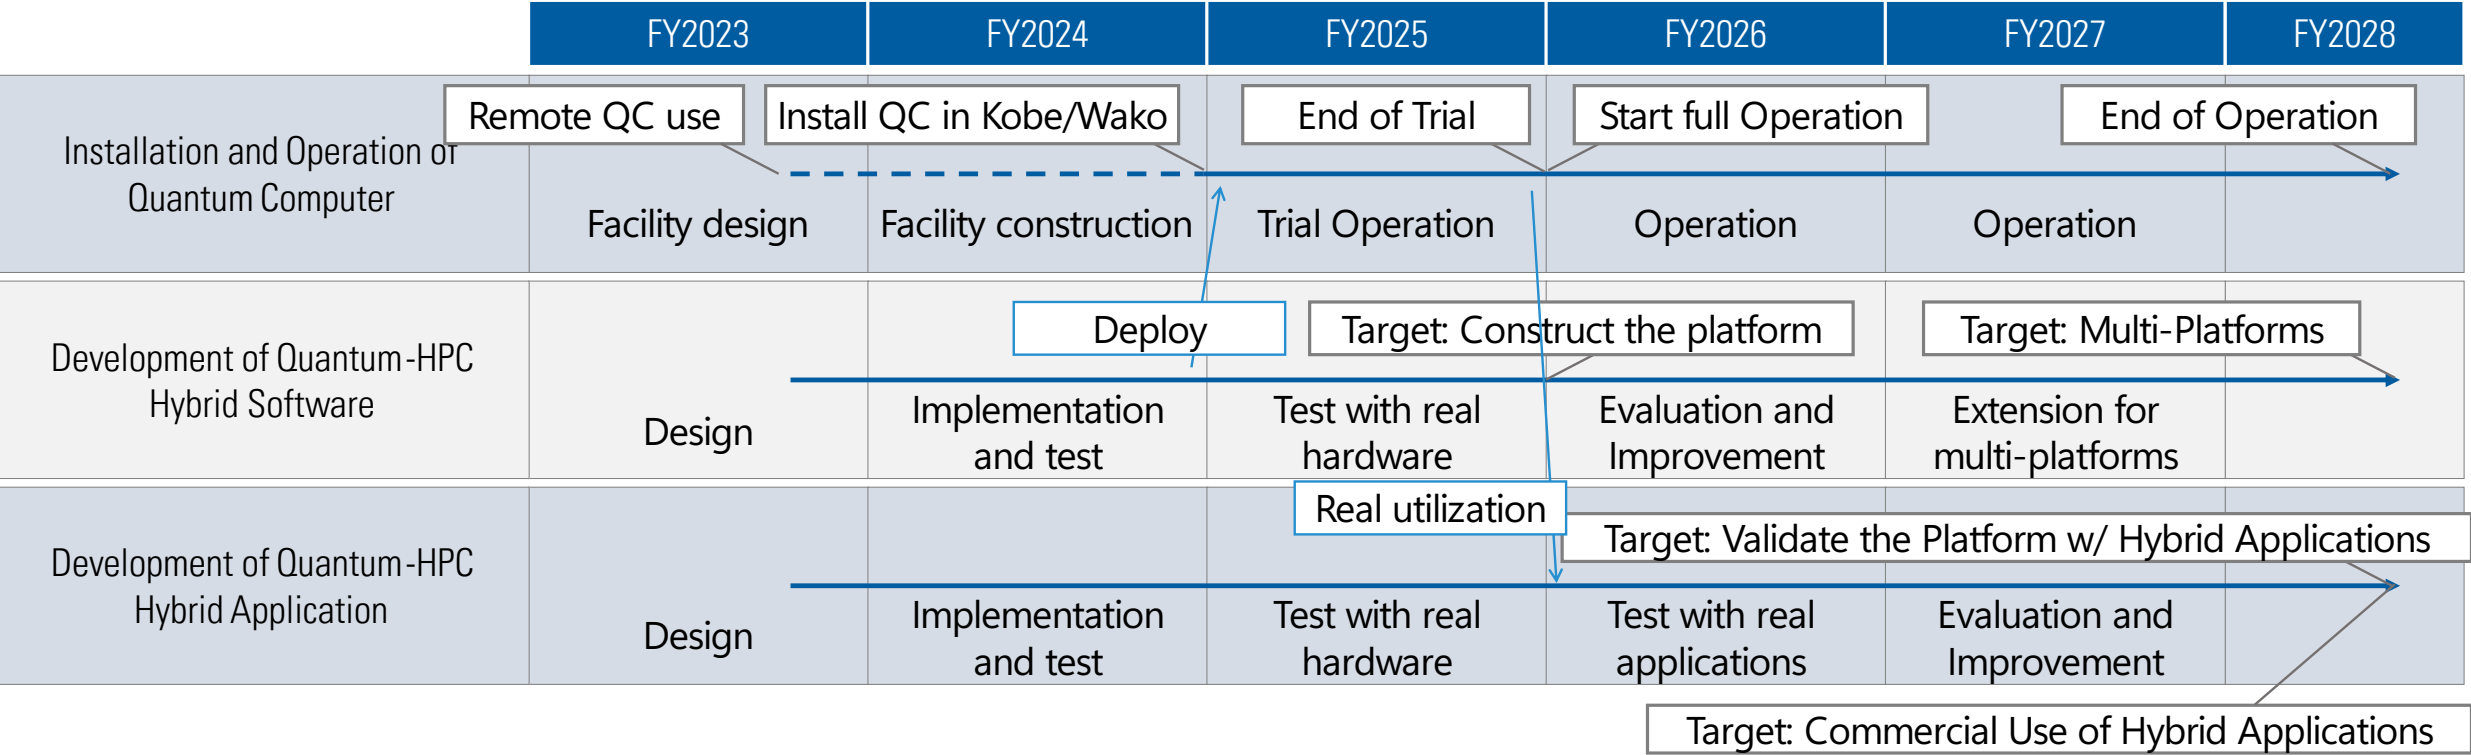 FY2023
FY2024
FY2025
FY2026
FY2027
FY2028
Remote QC use
Install QC in Kobe/Wako
End of Trial
Start full Operation
End of Operation
Installation and Operation of
Quantum Computer
Facility design
Facility construction
Trial Operation
Operation
Operation
Deploy
Target: Construct the platform
Target: Multi-Platforms
Development of Quantum-HPC
Hybrid Software
Design
Implementation
and test
Test with real
hardware
Evaluation and
Improvement
Extension for
multi-platforms
Real utilization
Target: Validate the Platform w/ Hybrid Applications
Development of Quantum-HPC
Hybrid Application
Design
Implementation
and test
Test with real
hardware
Test with real
applications
Evaluation and
Improvement
Target: Commercial Use of Hybrid Applications